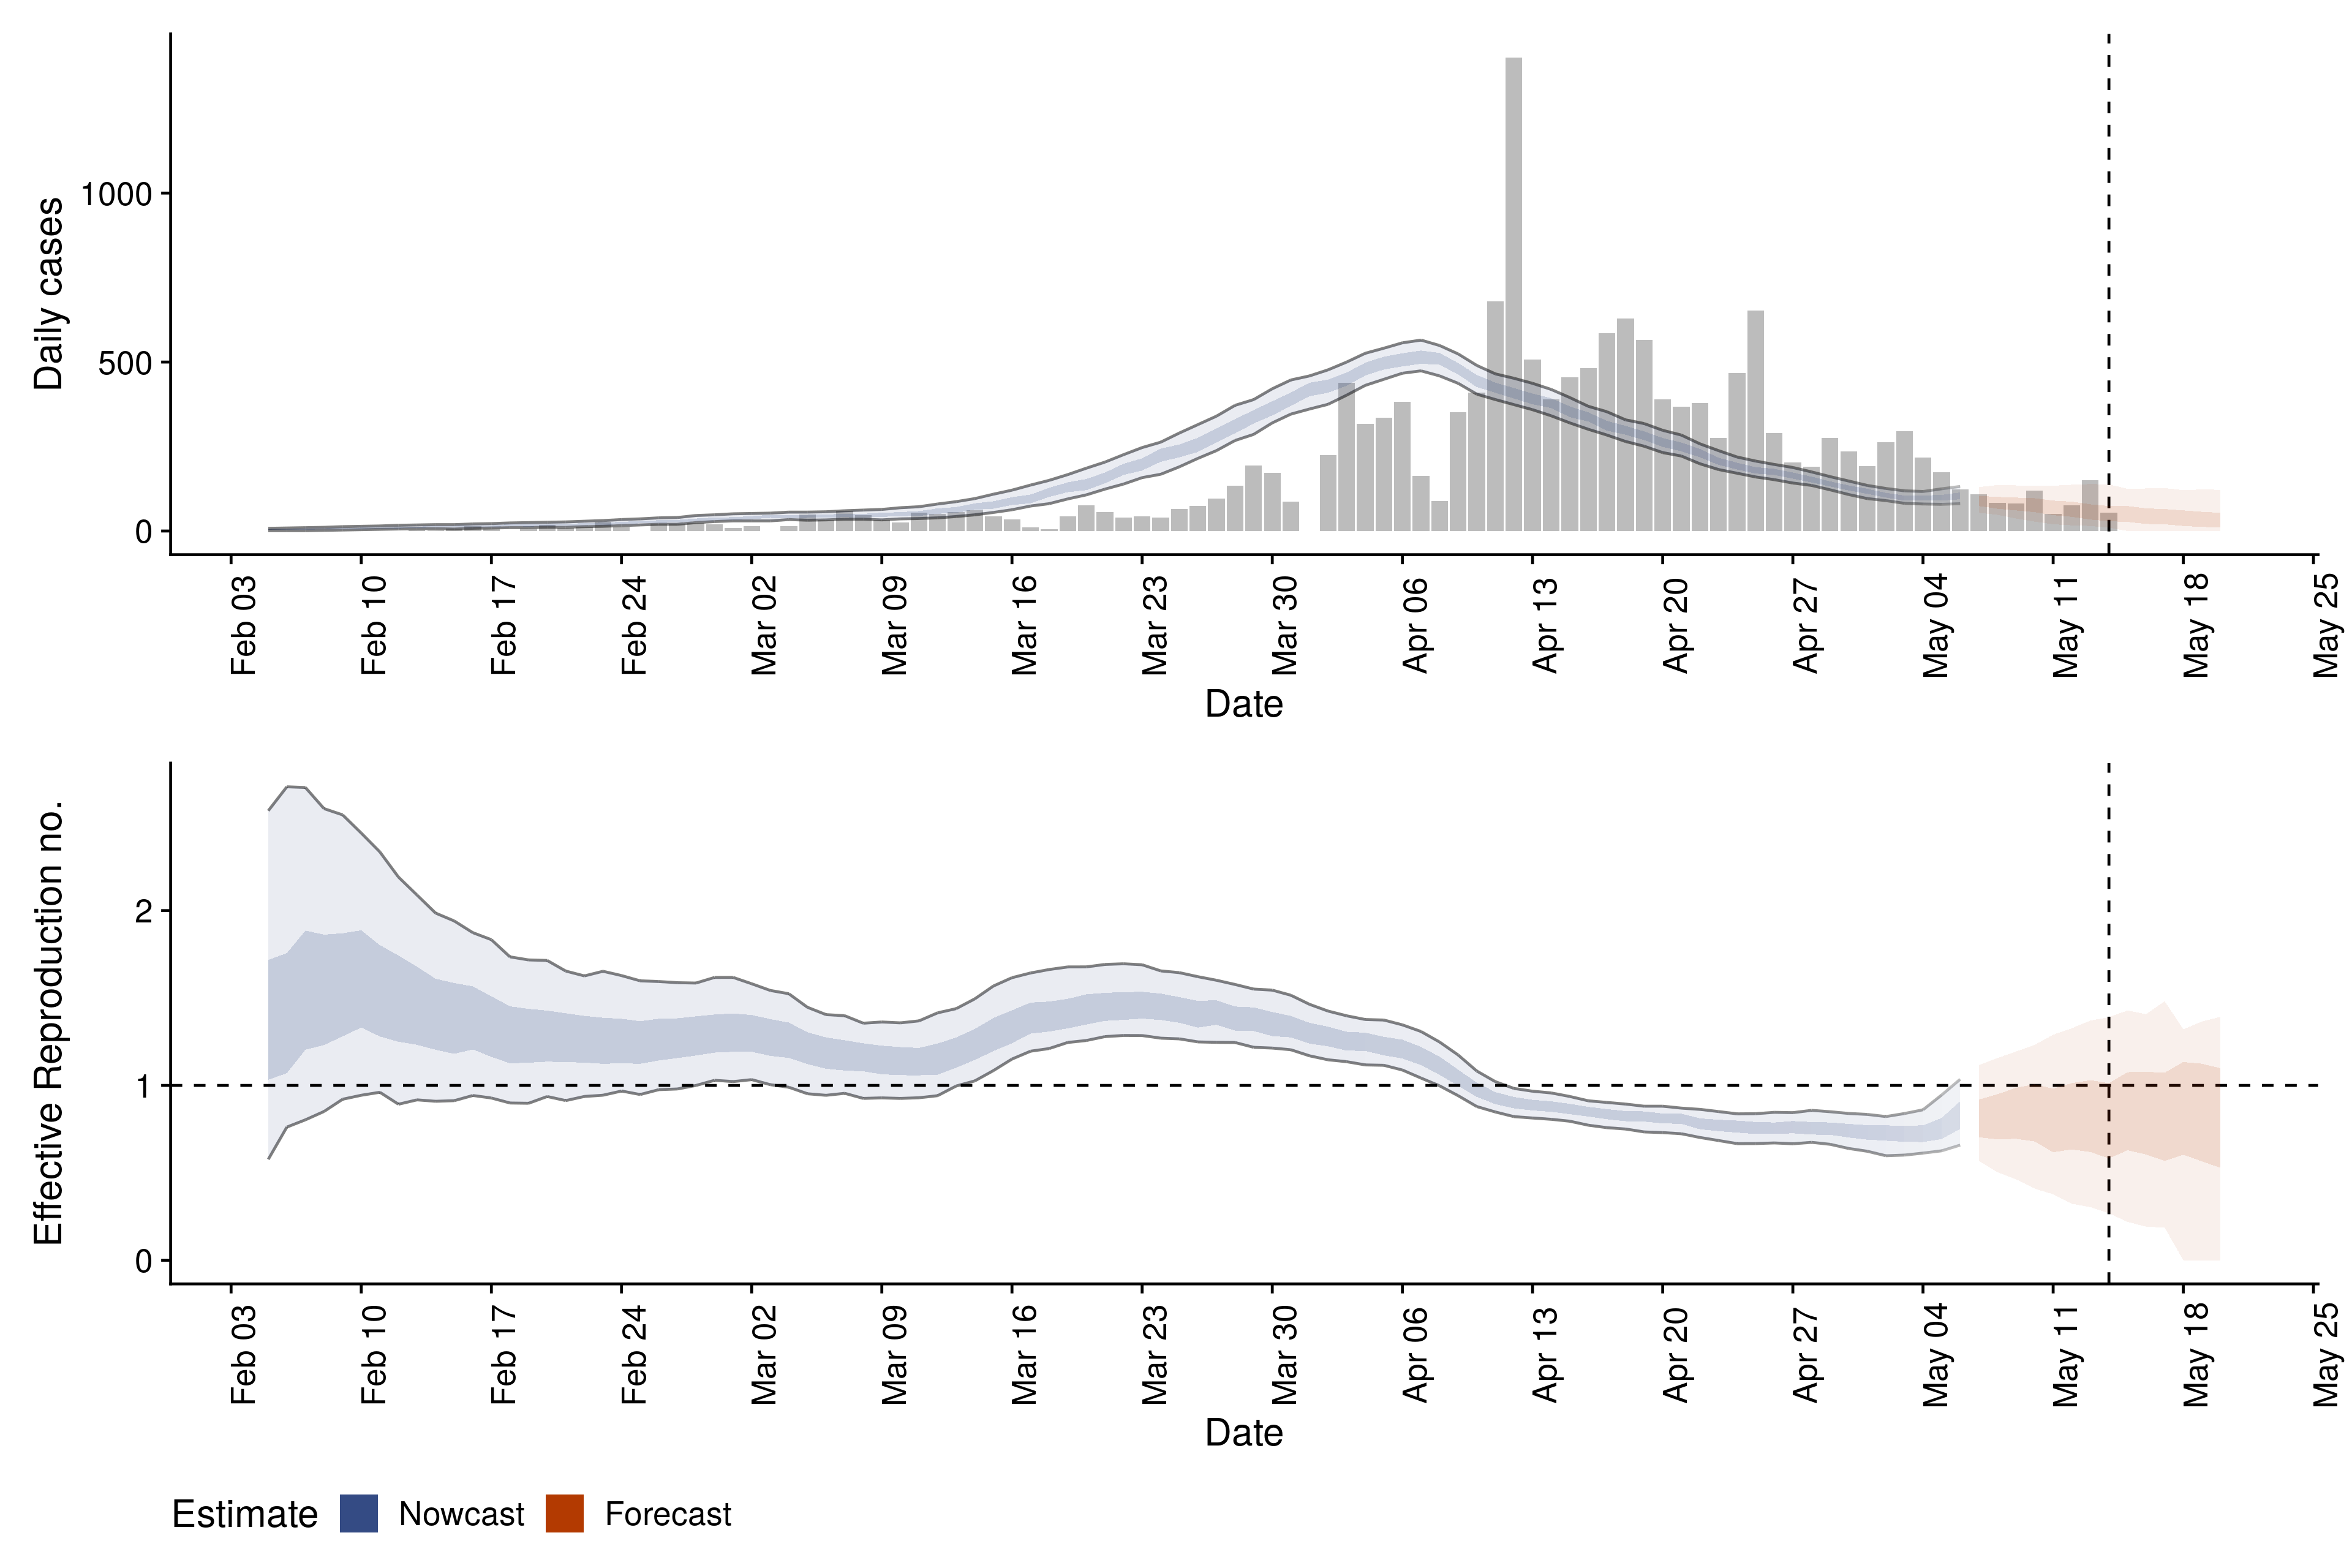 Daily cases
1000
500
0
Feb 03
Feb 10
Feb 17
Feb 24
Mar 02
Mar 09
Mar 16
Mar 23
Mar 30
Apr 06
Apr 13
Apr 20
Apr 27
May 04
May 11
May 18
May 25
Date
Effective Reproduction no.
2
1
0
Feb 03
Feb 10
Feb 17
Feb 24
Mar 02
Mar 09
Mar 16
Mar 23
Mar 30
Apr 06
Apr 13
Apr 20
Apr 27
May 04
May 11
May 18
May 25
Date
Estimate Nowcast Forecast